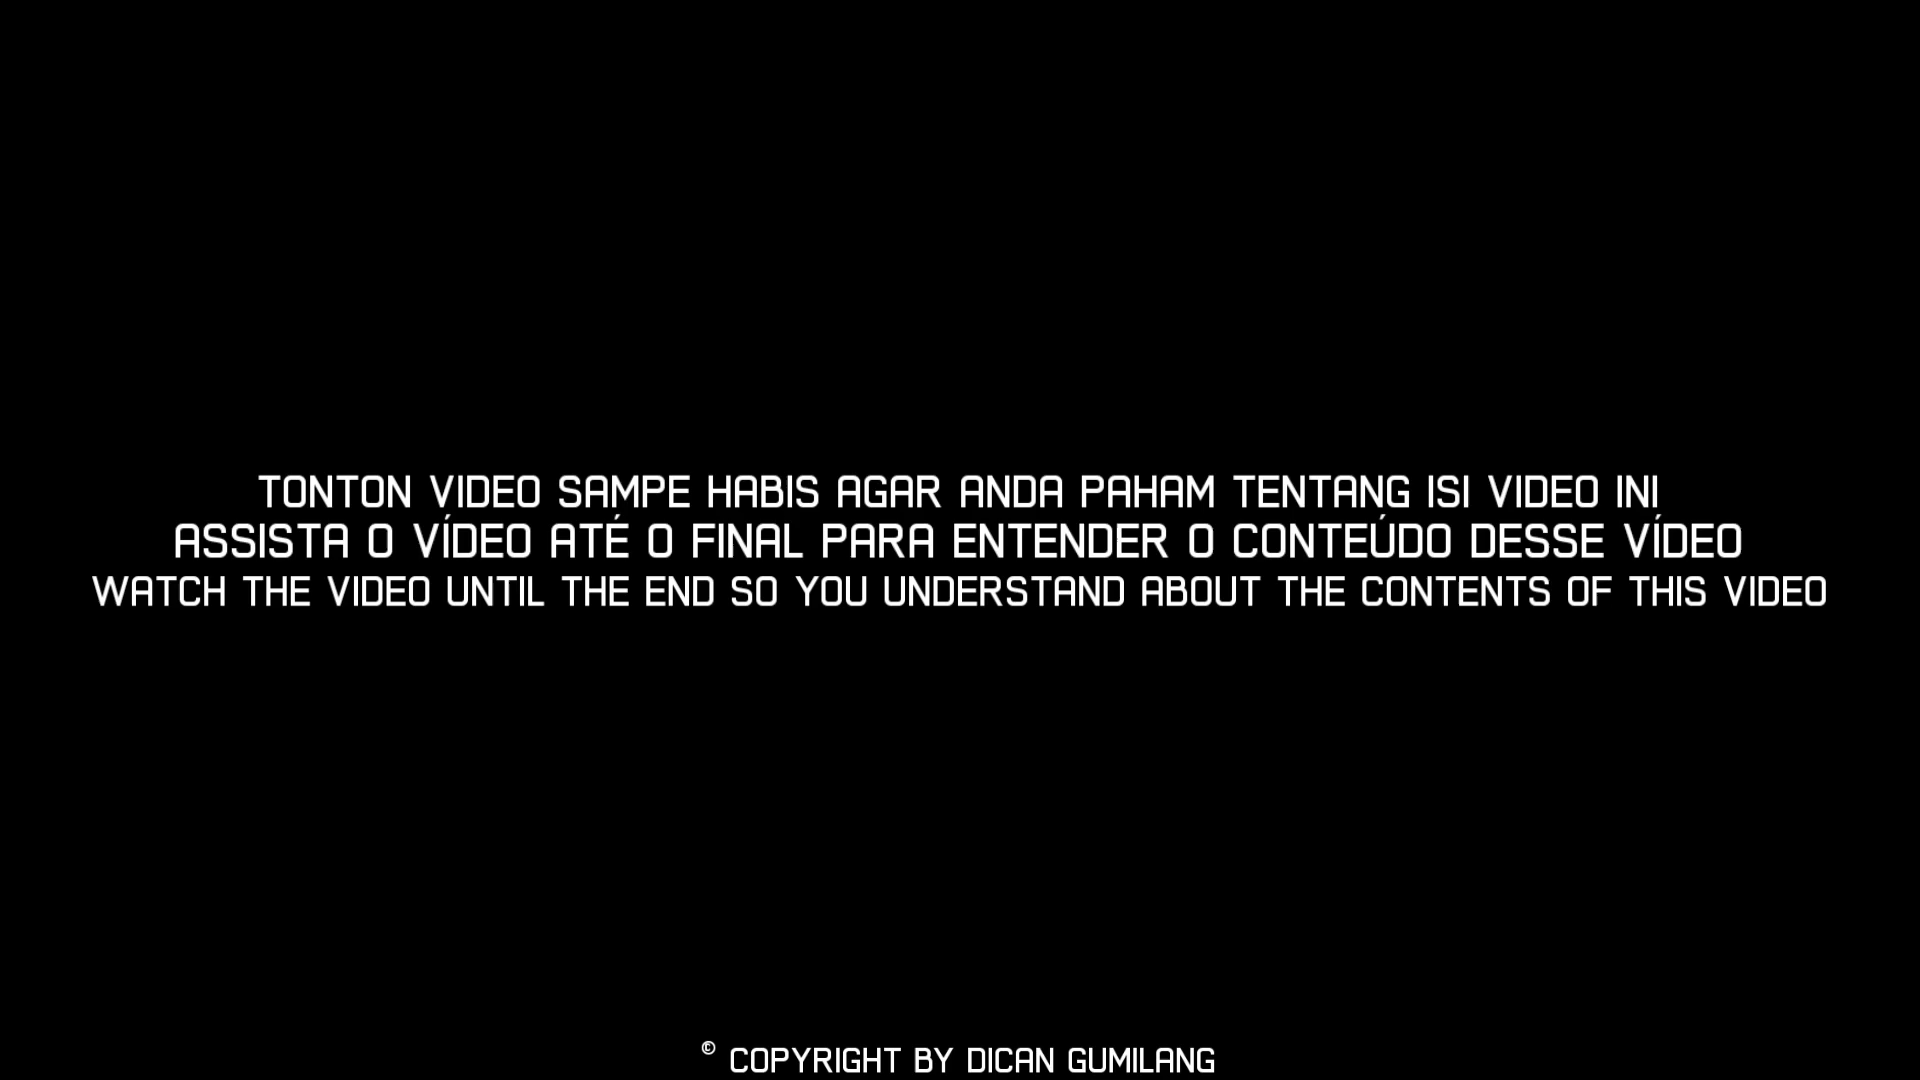 TONTON VIDEO SAMPE HABIS AGAR ANDA PAHAM TENTANG ISI VIDEO INI
ASSISTA O VÍDEO ATÉ O FINAL PARA ENTENDER O CONTEÚDO DESSE VÍDEO
WATCH THE VIDEO UNTIL THE END SO YOU UNDERSTAND ABOUT THE CONTENTS OF THIS VIDEO
© COPYRIGHT BY DICAN GUMILANG